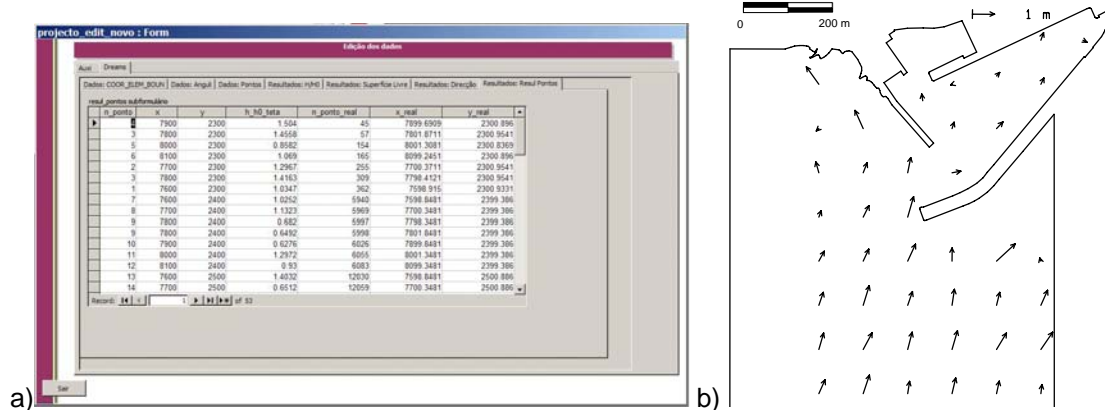 projecto_edit_novo : Form
Edição dos dados
Auxi Dreams
Dados: COOR_ELEM_BOUN Dados: Anguli Dados: Pontos Resultados: H/H0 Resultados: Superfície Livre Resultados: Direcção Resultados: Resul Pontos
resul_pontos subformulário
n_ponto x y h_h0_teta n_ponto_real x_real y_real
4 7900 2300 1.504 45 7899.6909 2300.896
3 7800 2300 1.4558 57 7801.8711 2300.9541
5 8000 2300 0.8582 154 8001.3081 2300.8369
6 8100 2300 1.069 165 8099.2451 2300.896
2 7700 2300 1.2967 255 7700.3711 2300.9541
3 7800 2300 1.4163 309 7798.4121 2300.9541
1 7600 2300 1.0347 362 7598.915 2300.9331
7 7600 2400 1.0252 5940 7598.8481 2399.386
8 7700 2400 1.1323 5969 7700.3481 2399.386
9 7800 2400 0.682 5997 7798.3481 2399.386
9 7800 2400 0.6492 5998 7801.8481 2399.386
10 7900 2400 0.6276 6026 7899.8481 2399.386
11 8000 2400 1.2972 6055 8001.3481 2399.386
12 8100 2400 0.93 6083 8099.3481 2399.386
13 7600 2500 1.4032 12030 7598.8481 2500.886
14 7700 2500 0.6512 12059 7700.3481 2500.886
Record: 1 of 53
Sair
a)
0 200 m
1 m
b)